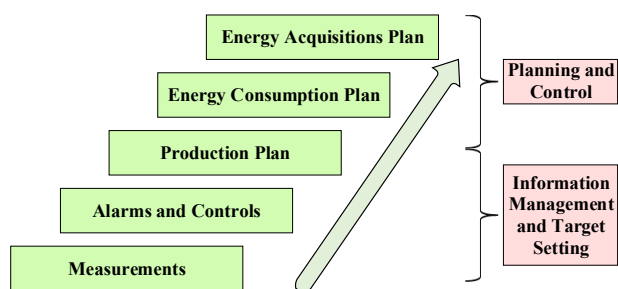 Energy Acquisitions Plan
Energy Consumption Plan
Production Plan
Alarms and Controls
Measurements
Planning and
Control
Information
Management
and Target
Setting